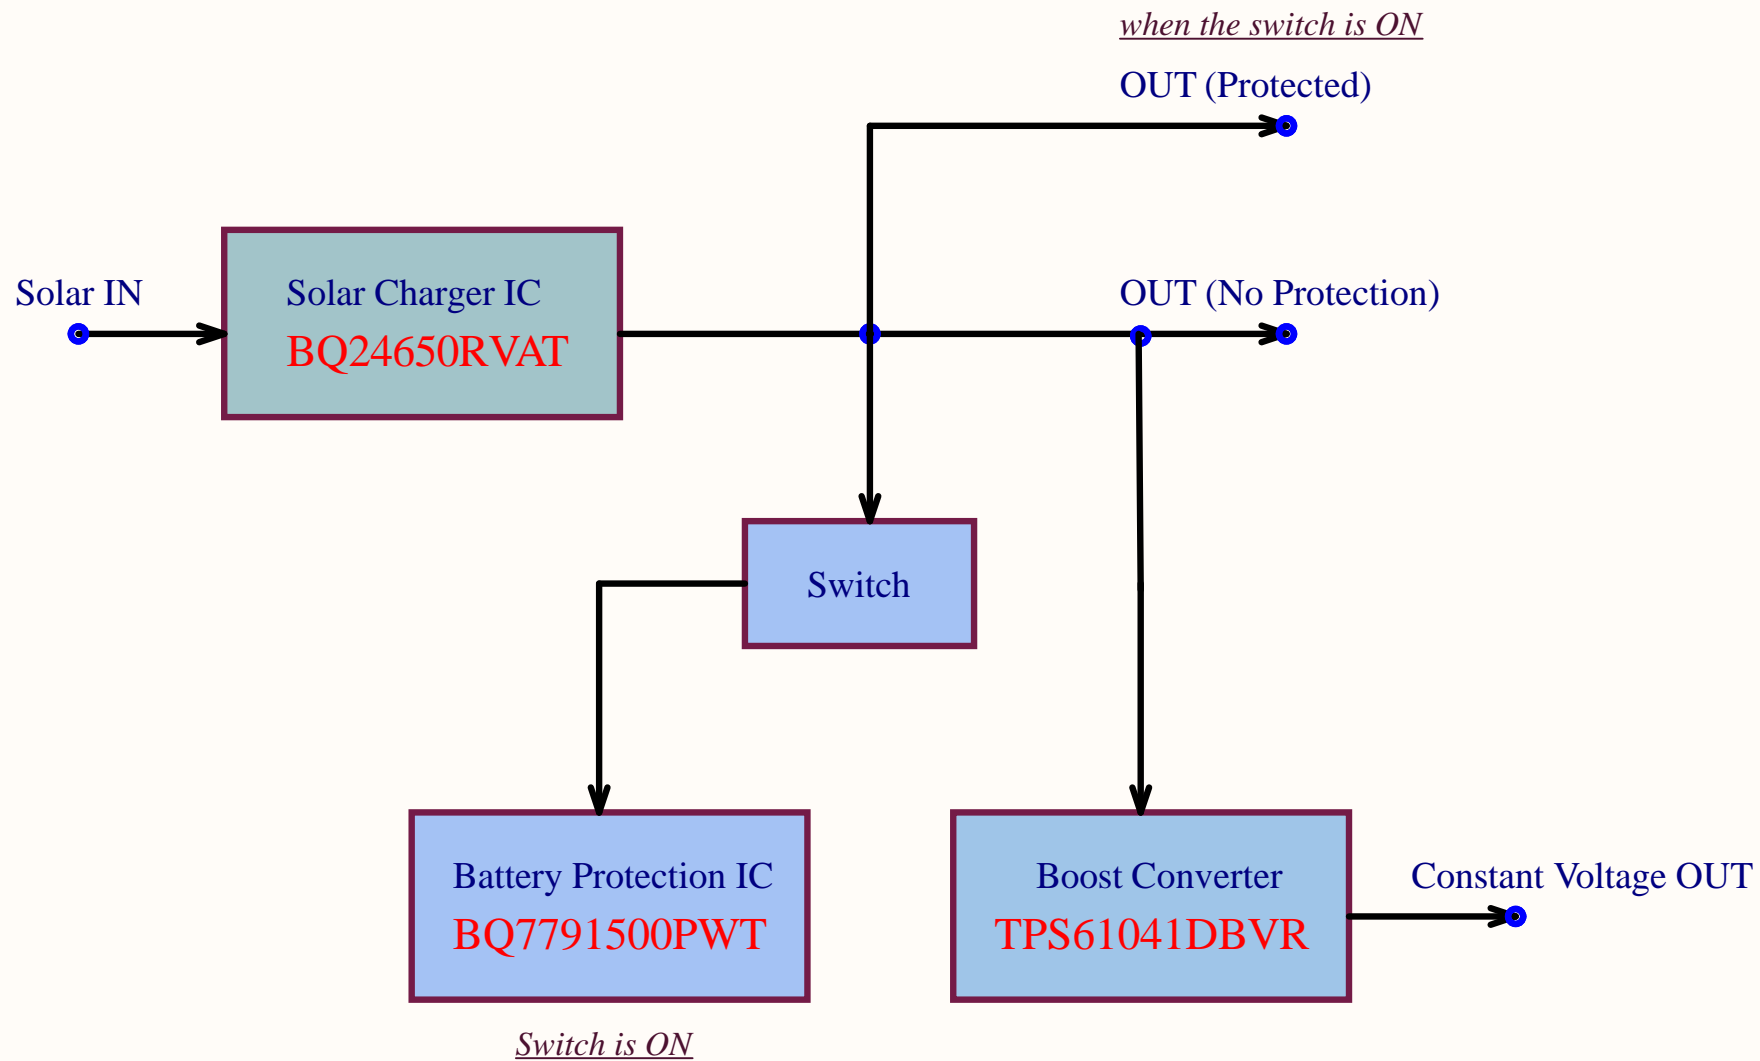 when the switch is ON
OUT (Protected)
Solar IN
Solar Charger IC
BQ24650RVAT
OUT (No Protection)
Switch
Battery Protection IC
BQ7791500PWT
Switch is ON
Boost Converter
TPS61041DBVR
Constant Voltage OUT